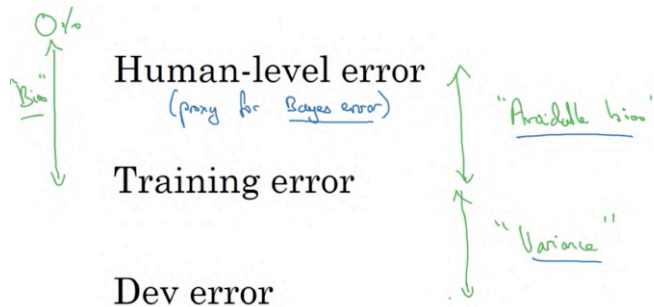 0%
"Bias"
Human-level error
(proxy for Bayes error)
"Avoidable bias"
Training error
"Variance"
Dev error